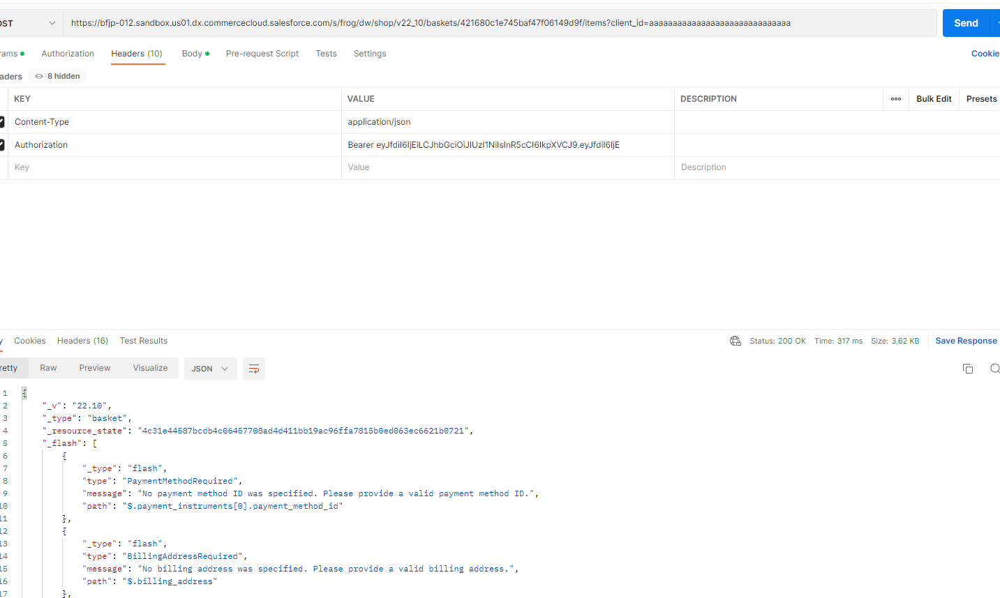 OST https://bfjp-012.sandbox.us01.dx.commercecloud.salesforce.com/s/frog/dw/shop/v22_10/baskets/421680c1e745baf47f06149d9f/items?client_id=aaaaaaaaaaaaaaaaaaaaaaaaaaaaaa Send
rams Authorization Headers (10) Body Pre-request Script Tests Settings Cookie
aders 8 hidden
KEY VALUE DESCRIPTION ooo Bulk Edit Presets
Content-Type application/json
Authorization Bearer eyJfdiI6IjEiLCJhbGciOiJIUzI1NiIsInR5cCI6IkpXVCJ9.eyJfdiI6IjE
Key Value Description
y Cookies Headers (16) Test Results Status: 200 OK Time: 317 ms Size: 3.62 KB Save Response
retty Raw Preview Visualize JSON
1 {
2 "_v": "22.10",
3 "_type": "basket",
4 "_resource_state": "4c31e44587bcdb4c06457708ad4d411bb19ac96ffa7815b0ed063ec6621b0721",
5 "_flash": [
6 {
7 "_type": "flash",
8 "type": "PaymentMethodRequired",
9 "message": "No payment method ID was specified. Please provide a valid payment method ID.",
10 "path": "$.payment_instruments[0].payment_method_id"
11 },
12 {
13 "_type": "flash",
14 "type": "BillingAddressRequired",
15 "message": "No billing address was specified. Please provide a valid billing address.",
16 "path": "$.billing_address"
17 },